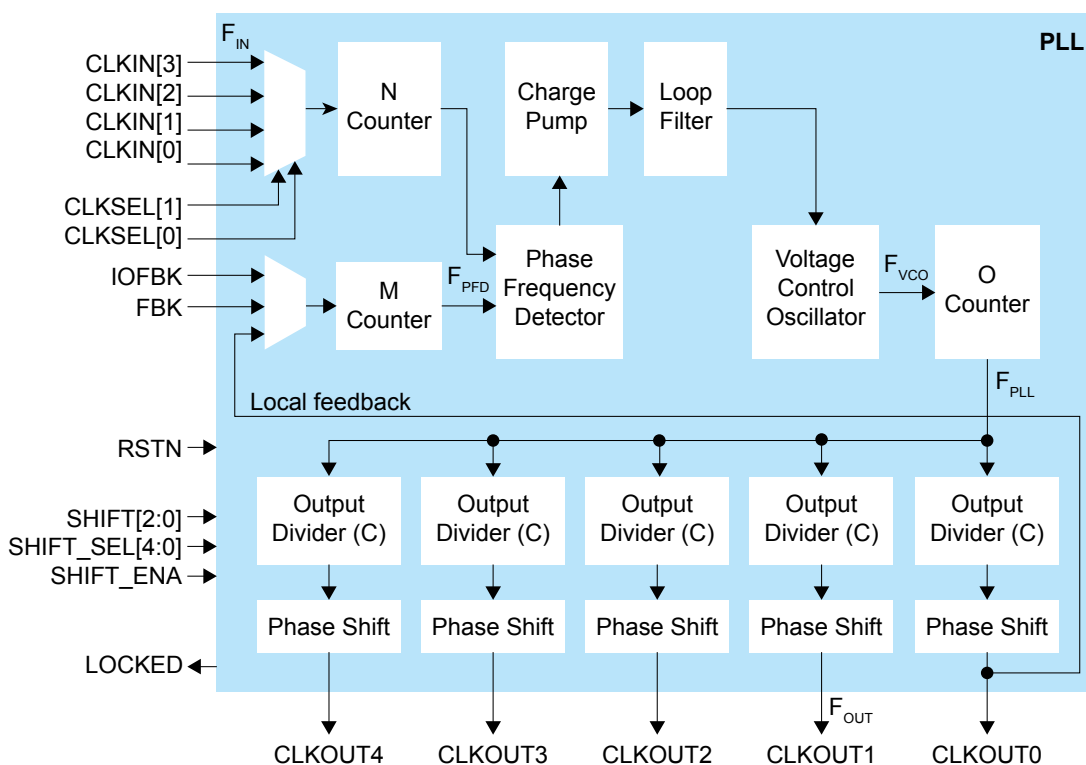 PLL
F_IN
CLKIN[3]
CLKIN[2]
CLKIN[1]
CLKIN[0]
CLKSEL[1]
CLKSEL[0]
IOFBK
FBK
N
Counter
M
Counter
F_PFD
Charge
Pump
Loop
Filter
Phase
Frequency
Detector
Voltage
Control
Oscillator
F_VCO
O
Counter
F_PLL
Local feedback
RSTN
SHIFT[2:0]
SHIFT_SEL[4:0]
SHIFT_ENA
LOCKED
Output
Divider (C)
Output
Divider (C)
Output
Divider (C)
Output
Divider (C)
Output
Divider (C)
Phase Shift
Phase Shift
Phase Shift
Phase Shift
Phase Shift
F_OUT
CLKOUT4
CLKOUT3
CLKOUT2
CLKOUT1
CLKOUT0